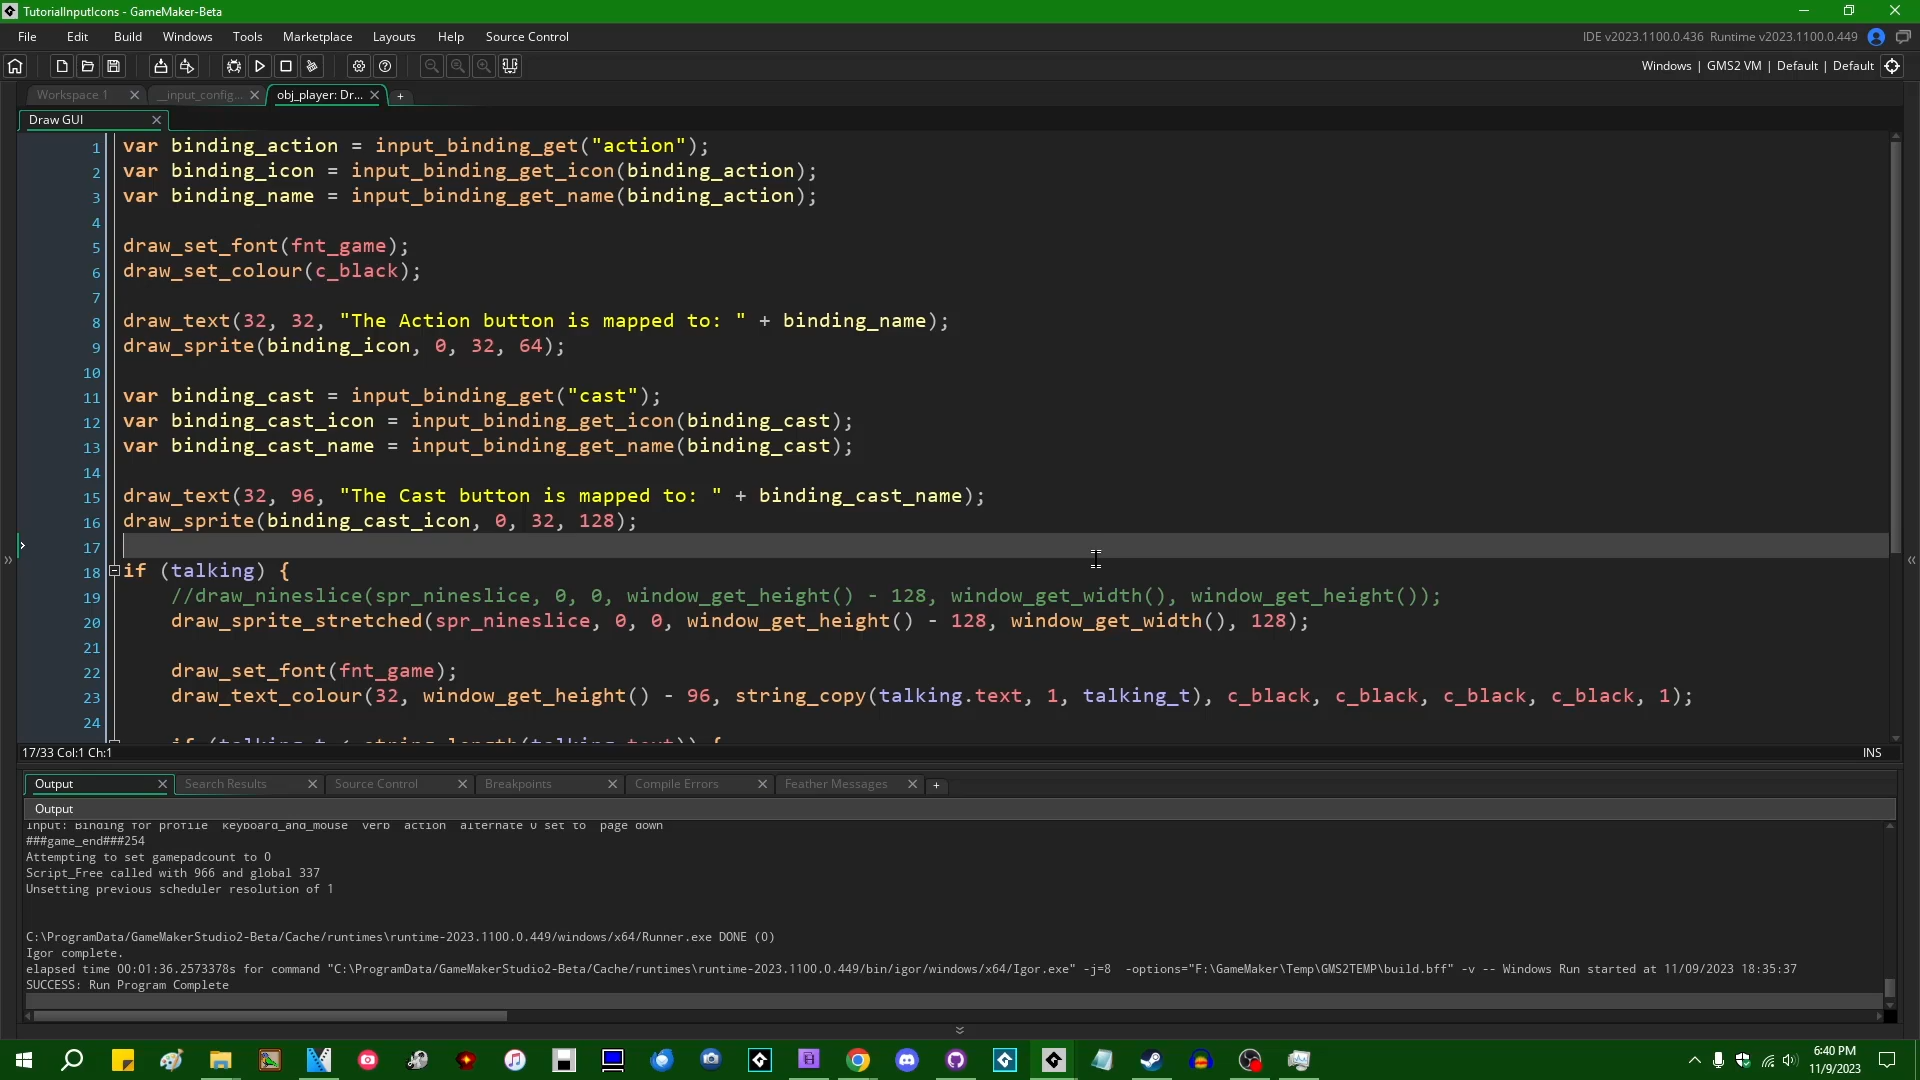 TutorialInputIcons - GameMaker-Beta
File Edit Build Windows Tools Marketplace Layouts Help Source Control
IDE v2023.1100.0.436 Runtime v2023.1100.0.449
Windows | GMS2 VM | Default | Default
Workspace 1
__input_config...
obj_player: Dr...
Draw GUI
1 var binding_action = input_binding_get("action");
2 var binding_icon = input_binding_get_icon(binding_action);
3 var binding_name = input_binding_get_name(binding_action);
4
5 draw_set_font(fnt_game);
6 draw_set_colour(c_black);
7
8 draw_text(32, 32, "The Action button is mapped to: " + binding_name);
9 draw_sprite(binding_icon, 0, 32, 64);
10
11 var binding_cast = input_binding_get("cast");
12 var binding_cast_icon = input_binding_get_icon(binding_cast);
13 var binding_cast_name = input_binding_get_name(binding_cast);
14
15 draw_text(32, 96, "The Cast button is mapped to: " + binding_cast_name);
16 draw_sprite(binding_cast_icon, 0, 32, 128);
17
18 if (talking) {
19 //draw_nineslice(spr_nineslice, 0, 0, window_get_height() - 128, window_get_width(), window_get_height());
20 draw_sprite_stretched(spr_nineslice, 0, 0, window_get_height() - 128, window_get_width(), 128);
21
22 draw_set_font(fnt_game);
23 draw_text_colour(32, window_get_height() - 96, string_copy(talking.text, 1, talking_t), c_black, c_black, c_black, c_black, 1);
24
if (talking_t < string_length(talking.text)) {
17/33 Col:1 Ch:1
INS
Output Search Results Source Control Breakpoints Compile Errors Feather Messages
Output
Input: Binding for profile "keyboard_and_mouse" verb "action" alternate 0 set to "page down"
###game_end###254
Attempting to set gamepadcount to 0
Script_Free called with 966 and global 337
Unsetting previous scheduler resolution of 1
C:\ProgramData/GameMakerStudio2-Beta/Cache/runtimes\runtime-2023.1100.0.449/windows/x64/Runner.exe DONE (0)
Igor complete.
elapsed time 00:01:36.2573378s for command "C:\ProgramData/GameMakerStudio2-Beta/Cache/runtimes\runtime-2023.1100.0.449/bin/igor/windows/x64/Igor.exe" -j=8 -options="F:\GameMaker\Temp\GMS2TEMP\build.bff" -v -- Windows Run started at 11/09/2023 18:35:37
SUCCESS: Run Program Complete
6:40 PM
11/9/2023